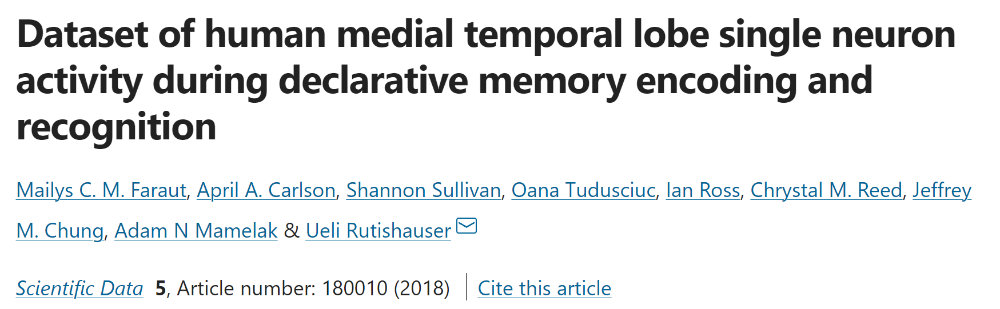 Dataset of human medial temporal lobe single neuron
activity during declarative memory encoding and
recognition
Mailys C. M. Faraut, April A. Carlson, Shannon Sullivan, Oana Tudusciuc, Ian Ross, Chrystal M. Reed, Jeffrey
M. Chung, Adam N Mamelak & Ueli Rutishauser
Scientific Data 5, Article number: 180010 (2018) Cite this article